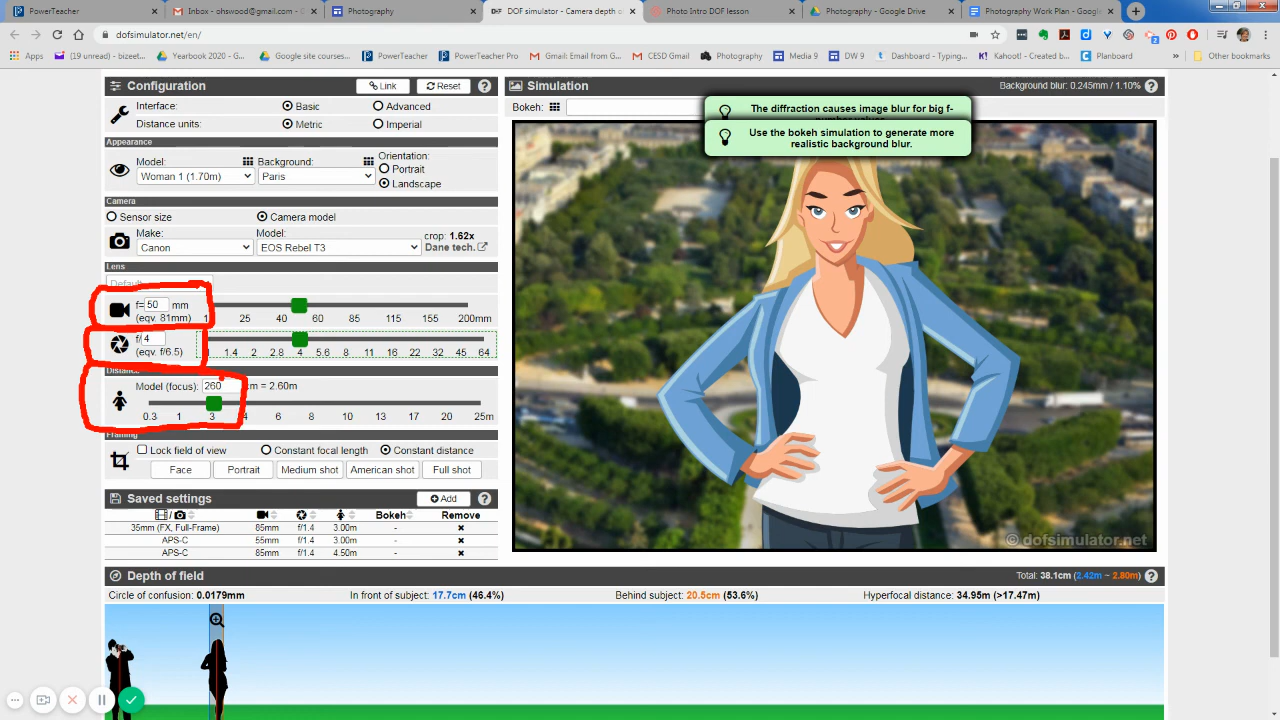 PowerTeacher
Inbox - ohswood@gmail.com -
Photography
DOF simulator - Camera depth o
Photo Intro DOF lesson
Photography - Google Drive
Photography Work Plan - Google
dofsimulator.net/en/
Apps
(19 unread) - bizeet...
Yearbook 2020 - G...
Google site courses...
PowerTeacher
PowerTeacher Pro
Gmail: Email from G...
CESD Gmail
Photography
Media 9
DW 9
Dashboard - Typing...
Kahoot! - Created b...
Planboard
»
Other bookmarks
Configuration
Link
Reset
?
Interface:
Basic
Advanced
Distance units:
Metric
Imperial
Appearance
Model:
Woman 1 (1.70m)
Background:
Paris
Orientation:
Portrait
Landscape
Camera
Sensor size
Camera model
Make:
Canon
Model:
EOS Rebel T3
crop: 1.62x
Dane tech.
Lens
Default
f= 50 mm
(eqv. 81mm)
25 40 60 85 115 155 200mm
f/ 4
(eqv. f/6.5)
1.4 2 2.8 4 5.6 8 11 16 22 32 45 64
Distance
Model (focus): 260 m = 2.60m
0.3 1 3 4 6 8 10 13 17 20 25m
Framing
Lock field of view
Constant focal length
Constant distance
Face
Portrait
Medium shot
American shot
Full shot
Saved settings
Add
?
Bokeh
Remove
35mm (FX, Full-Frame) 85mm f/1.4 3.00m -
APS-C 55mm f/1.4 3.00m -
APS-C 85mm f/1.4 4.50m -
Simulation
Background blur: 0.245mm / 1.10%
?
Bokeh:
The diffraction causes image blur for big f-
Use the bokeh simulation to generate more
realistic background blur.
© dofsimulator.net
Depth of field
Total: 38.1cm (2.42m ~ 2.80m)
?
Circle of confusion: 0.0179mm
In front of subject: 17.7cm (46.4%)
Behind subject: 20.5cm (53.6%)
Hyperfocal distance: 34.95m (>17.47m)